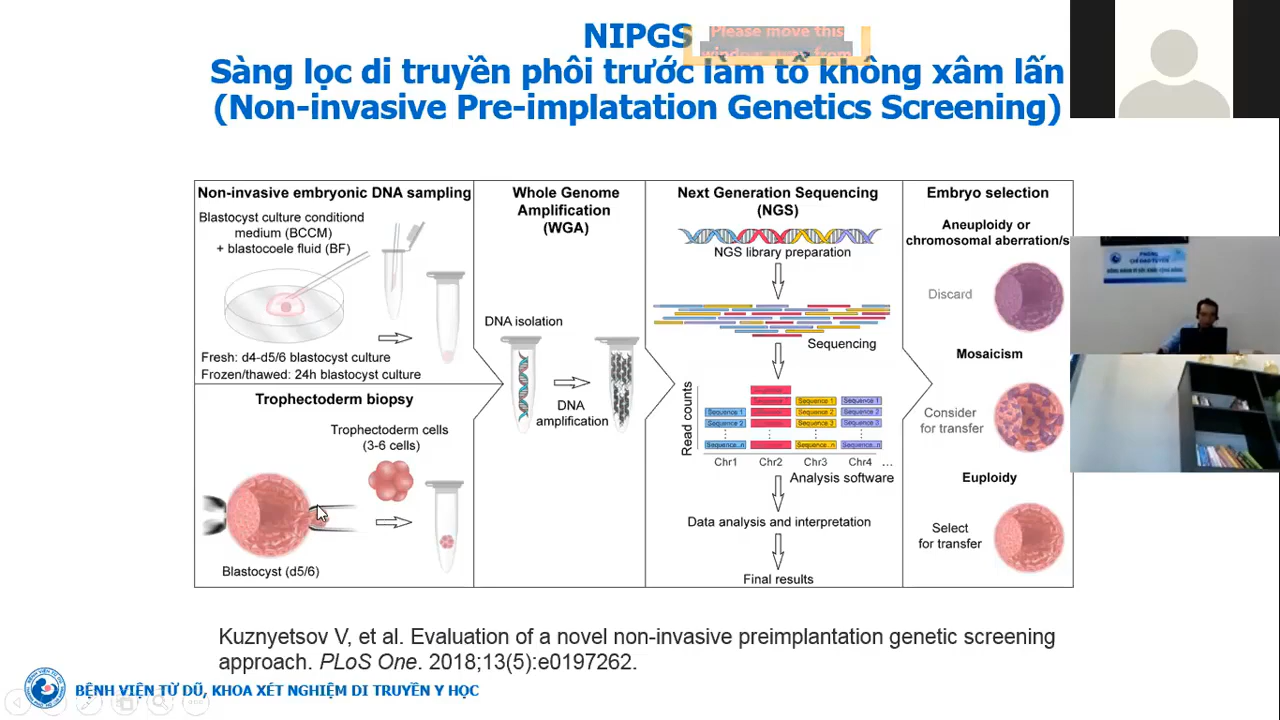 NIPGS
Please move this
window away from
Sàng lọc di truyền phôi trước làm tổ không xâm lấn
(Non-invasive Pre-implatation Genetics Screening)
Non-invasive embryonic DNA sampling
Blastocyst culture conditiond
medium (BCCM)
+ blastocoele fluid (BF)
Fresh: d4-d5/6 blastocyst culture
Frozen/thawed: 24h blastocyst culture
Trophectoderm biopsy
Trophectoderm cells
(3-6 cells)
Blastocyst (d5/6)
Whole Genome
Amplification
(WGA)
DNA isolation
DNA
amplification
Next Generation Sequencing
(NGS)
NGS library preparation
Sequencing
Read counts
Sequence 1
Sequence 2
Sequence..n
Sequence 1
Sequence 2
Sequence..n
Sequence 1
Sequence 3
Sequence..n
Chr1 Chr2 Chr3 Chr4 ...
Analysis software
Data analysis and interpretation
Final results
Embryo selection
Aneuploidy or
chromosomal aberration/s
Discard
Mosaicism
Consider
for transfer
Euploidy
Select
for transfer
Kuznyetsov V, et al. Evaluation of a novel non-invasive preimplantation genetic screening
approach. PLoS One. 2018;13(5):e0197262.
BỆNH VIỆN TỪ DŨ, KHOA XÉT NGHIỆM DI TRUYỀN Y HỌC